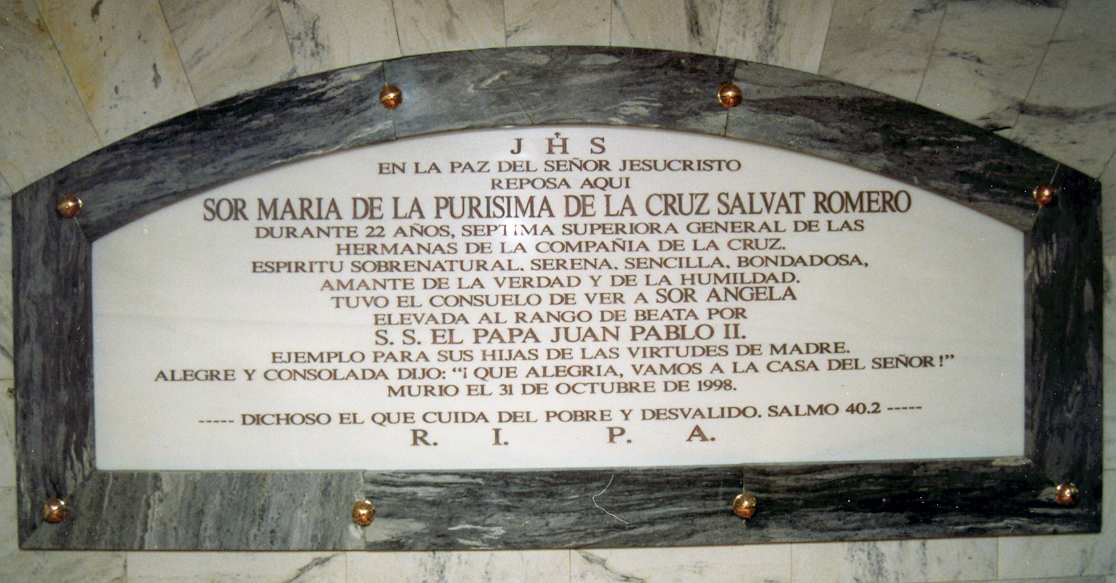 J H S
EN LA PAZ DEL SEÑOR JESUCRISTO
REPOSA AQUI
SOR MARIA DE LA PURISIMA DE LA CRUZ SALVAT ROMERO
DURANTE 22 AÑOS, SEPTIMA SUPERIORA GENERAL DE LAS
HERMANAS DE LA COMPAÑIA DE LA CRUZ.
ESPIRITU SOBRENATURAL, SERENA, SENCILLA, BONDADOSA,
AMANTE DE LA VERDAD Y DE LA HUMILDAD.
TUVO EL CONSUELO DE VER A SOR ANGELA
ELEVADA AL RANGO DE BEATA POR
S. S. EL PAPA JUAN PABLO II.
EJEMPLO PARA SUS HIJAS DE LAS VIRTUDES DE MADRE.
ALEGRE Y CONSOLADA DIJO: “¡ QUE ALEGRIA, VAMOS A LA CASA DEL SEÑOR!”
MURIO EL 31 DE OCTUBRE DE 1998.
----- DICHOSO EL QUE CUIDA DEL POBRE Y DESVALIDO. SALMO 40.2 -----
R. I. P. A.